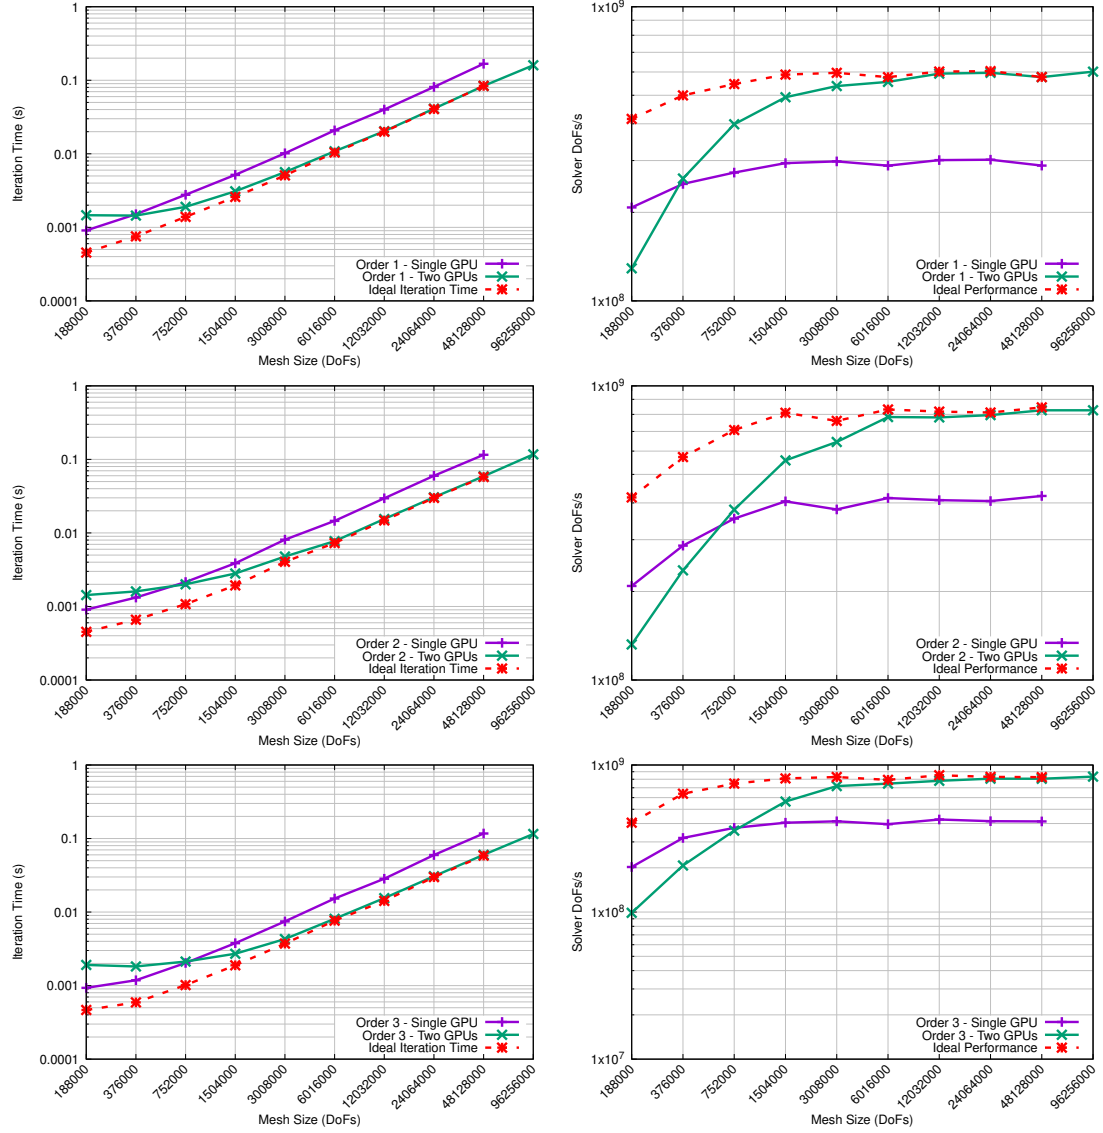 1
0.1
0.01
0.001
0.0001
Iteration Time (s)
188000
376000
752000
1504000
3008000
6016000
12032000
24064000
48128000
96256000
Mesh Size (DoFs)
Order 1 - Single GPU
Order 1 - Two GPUs
Ideal Iteration Time
1x10^9
1x10^8
Solver DoFs/s
188000
376000
752000
1504000
3008000
6016000
12032000
24064000
48128000
96256000
Mesh Size (DoFs)
Order 1 - Single GPU
Order 1 - Two GPUs
Ideal Performance
1
0.1
0.01
0.001
0.0001
Iteration Time (s)
188000
376000
752000
1504000
3008000
6016000
12032000
24064000
48128000
96256000
Mesh Size (DoFs)
Order 2 - Single GPU
Order 2 - Two GPUs
Ideal Iteration Time
1x10^9
1x10^8
Solver DoFs/s
188000
376000
752000
1504000
3008000
6016000
12032000
24064000
48128000
96256000
Mesh Size (DoFs)
Order 2 - Single GPU
Order 2 - Two GPUs
Ideal Performance
1
0.1
0.01
0.001
0.0001
Iteration Time (s)
188000
376000
752000
1504000
3008000
6016000
12032000
24064000
48128000
96256000
Mesh Size (DoFs)
Order 3 - Single GPU
Order 3 - Two GPUs
Ideal Iteration Time
1x10^9
1x10^8
1x10^7
Solver DoFs/s
188000
376000
752000
1504000
3008000
6016000
12032000
24064000
48128000
96256000
Mesh Size (DoFs)
Order 3 - Single GPU
Order 3 - Two GPUs
Ideal Performance